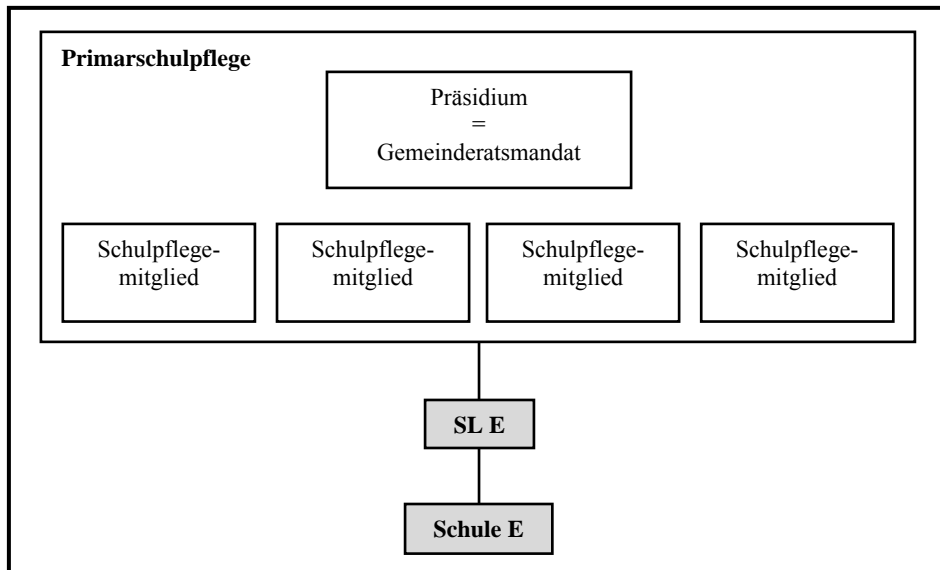 Primarschulpflege
Präsidium
=
Gemeinderatsmandat
Schulpflege-
mitglied
Schulpflege-
mitglied
Schulpflege-
mitglied
Schulpflege-
mitglied
SL E
Schule E